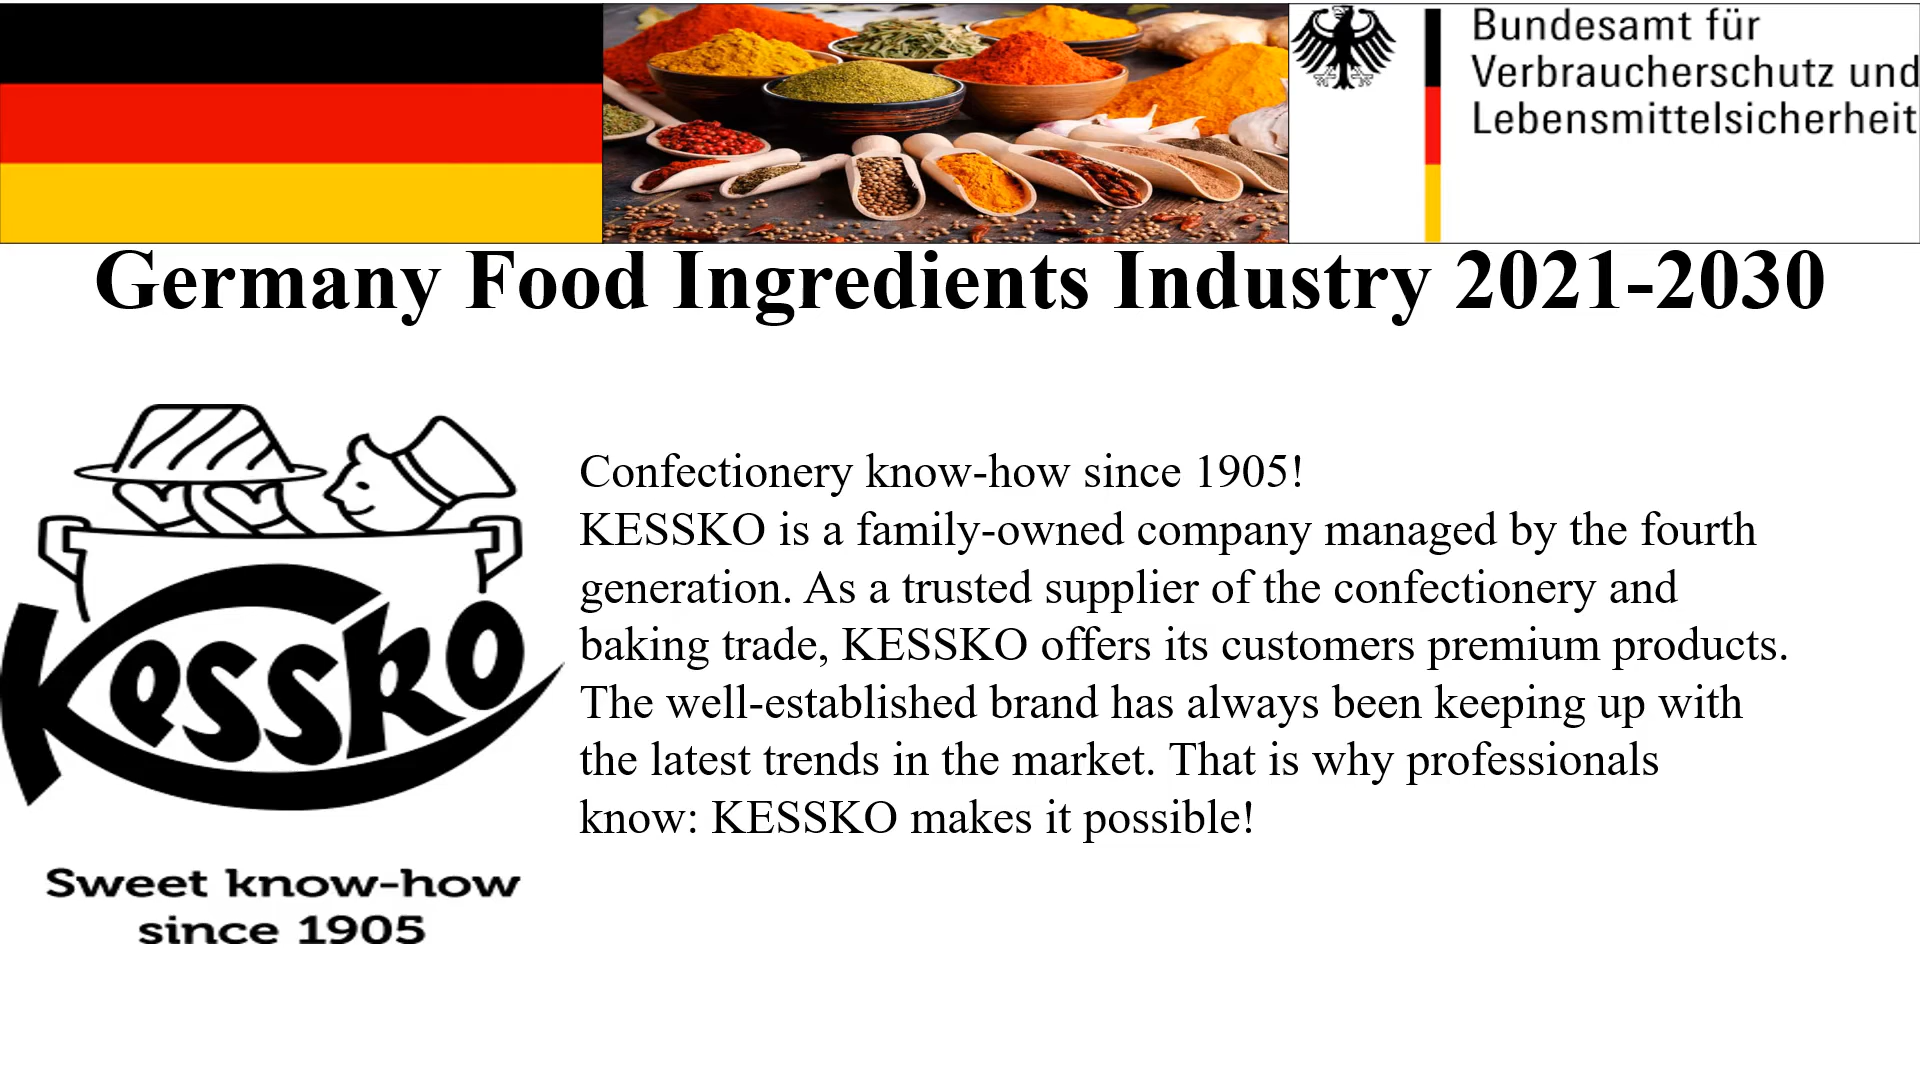 Bundesamt für
Verbraucherschutz und
Lebensmittelsicherheit
Germany Food Ingredients Industry 2021-2030
Kessko
Sweet know-how
since 1905
Confectionery know-how since 1905!
KESSKO is a family-owned company managed by the fourth
generation. As a trusted supplier of the confectionery and
baking trade, KESSKO offers its customers premium products.
The well-established brand has always been keeping up with
the latest trends in the market. That is why professionals
know: KESSKO makes it possible!